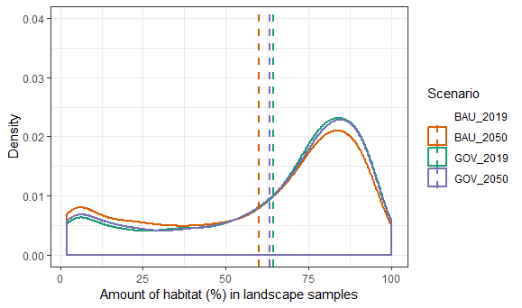 0.04
0.03
0.02
0.01
0.00
Density
0
25
50
75
100
Amount of habitat (%) in landscape samples
Scenario
BAU_2019
BAU_2050
GOV_2019
GOV_2050